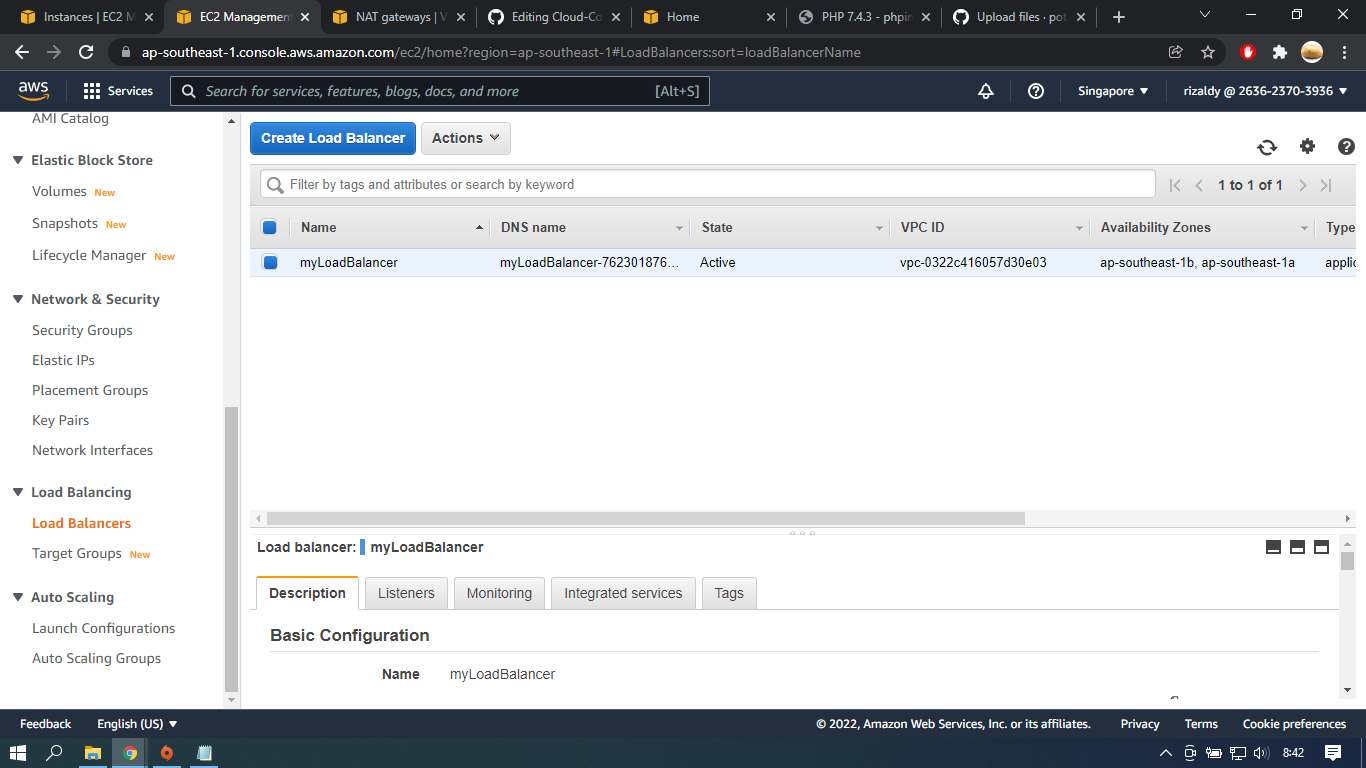 Instances | EC2 M
EC2 Management
NAT gateways | V
Editing Cloud-Co
Home
PHP 7.4.3 - phpin
Upload files · pot
ap-southeast-1.console.aws.amazon.com/ec2/home?region=ap-southeast-1#LoadBalancers:sort=loadBalancerName
aws
Services
Search for services, features, blogs, docs, and more
[Alt+S]
Singapore
rizaldy @ 2636-2370-3936
AMI Catalog
Elastic Block Store
Volumes New
Snapshots New
Lifecycle Manager New
Network & Security
Security Groups
Elastic IPs
Placement Groups
Key Pairs
Network Interfaces
Load Balancing
Load Balancers
Target Groups New
Auto Scaling
Launch Configurations
Auto Scaling Groups
Create Load Balancer
Actions
Filter by tags and attributes or search by keyword
1 to 1 of 1
Name DNS name State VPC ID Availability Zones Type
myLoadBalancer myLoadBalancer-762301876... Active vpc-0322c416057d30e03 ap-southeast-1b, ap-southeast-1a applic
Load balancer: myLoadBalancer
Description Listeners Monitoring Integrated services Tags
Basic Configuration
Name myLoadBalancer
Feedback English (US)
© 2022, Amazon Web Services, Inc. or its affiliates. Privacy Terms Cookie preferences
8:42